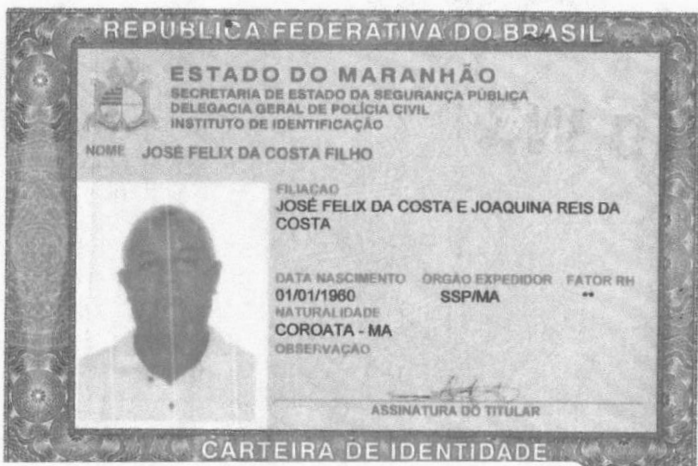 REPÚBLICA FEDERATIVA DO BRASIL
ESTADO DO MARANHÃO
SECRETARIA DE ESTADO DA SEGURANÇA PÚBLICA
DELEGACIA GERAL DE POLÍCIA CIVIL
INSTITUTO DE IDENTIFICAÇÃO
NOME JOSÉ FELIX DA COSTA FILHO
FILIAÇÃO
JOSÉ FELIX DA COSTA E JOAQUINA REIS DA
COSTA
DATA NASCIMENTO ÓRGÃO EXPEDIDOR FATOR RH
01/01/1960 SSP/MA **
NATURALIDADE
COROATA - MA
OBSERVAÇÃO
ASSINATURA DO TITULAR
CARTEIRA DE IDENTIDADE